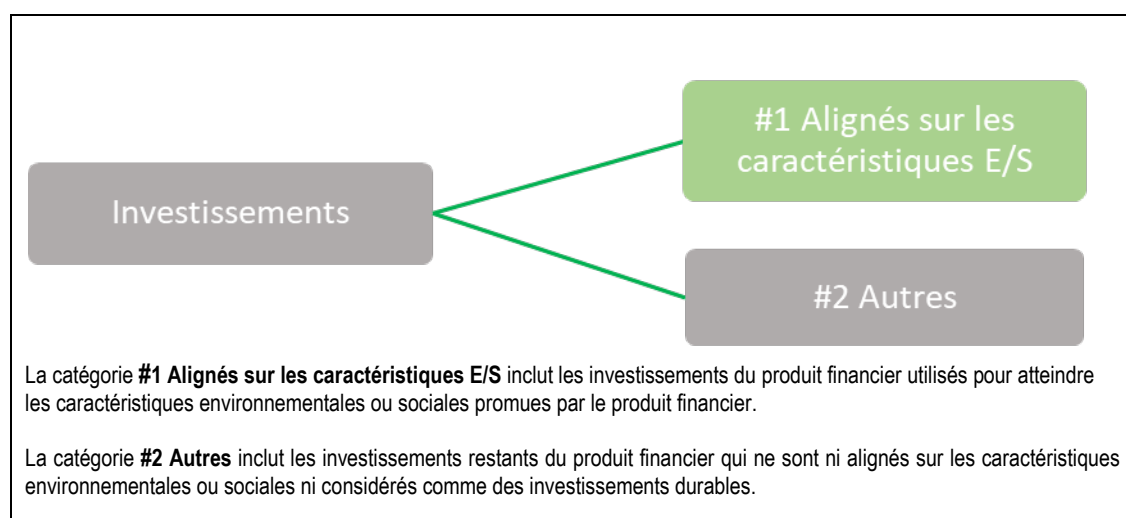 #1 Alignés sur les
caractéristiques E/S
Investissements
#2 Autres
La catégorie #1 Alignés sur les caractéristiques E/S inclut les investissements du produit financier utilisés pour atteindre
les caractéristiques environnementales ou sociales promues par le produit financier.
La catégorie #2 Autres inclut les investissements restants du produit financier qui ne sont ni alignés sur les caractéristiques
environnementales ou sociales ni considérés comme des investissements durables.